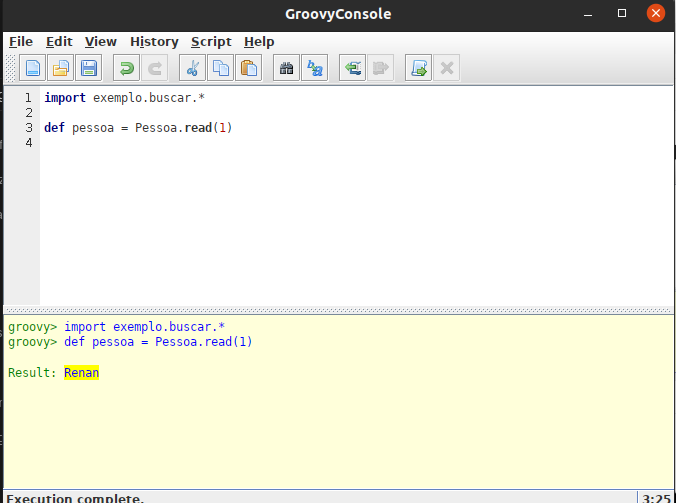 GroovyConsole
File Edit View History Script Help
1 import exemplo.buscar.*
2
3 def pessoa = Pessoa.read(1)
4
groovy> import exemplo.buscar.*
groovy> def pessoa = Pessoa.read(1)
Result: Renan
Execution complete.
3:25